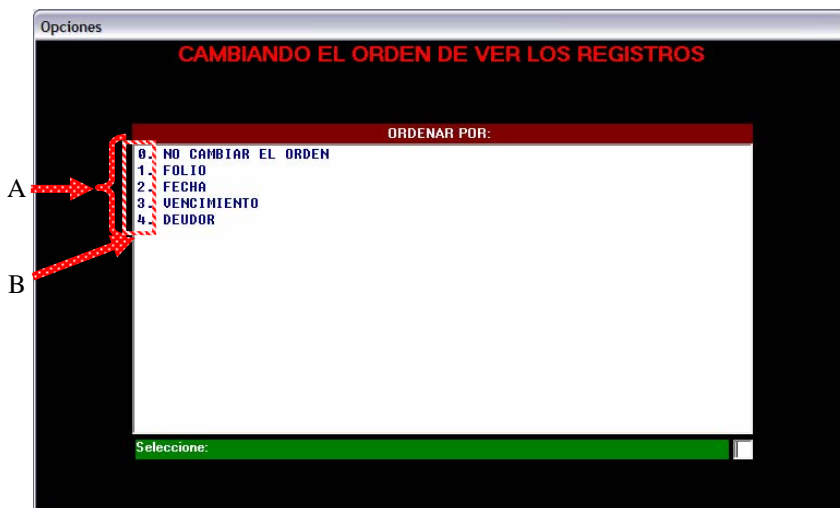 Opciones
CAMBIANDO EL ORDEN DE VER LOS REGISTROS
ORDENAR POR:
0. NO CAMBIAR EL ORDEN
1. FOLIO
2. FECHA
3. VENCIMIENTO
4. DEUDOR
A
B
Seleccione: